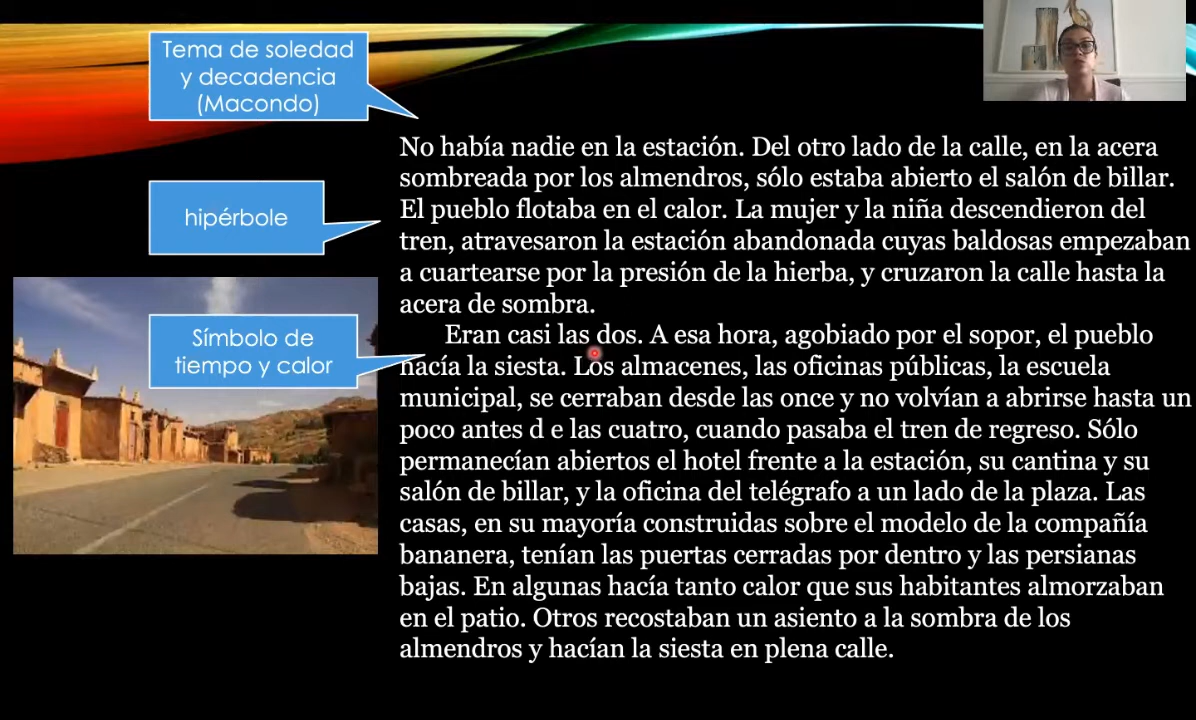 Tema de soledad
y decadencia
(Macondo)
hipérbole
Símbolo de
tiempo y calor
No había nadie en la estación. Del otro lado de la calle, en la acera
sombreada por los almendros, sólo estaba abierto el salón de billar.
El pueblo flotaba en el calor. La mujer y la niña descendieron del
tren, atravesaron la estación abandonada cuyas baldosas empezaban
a cuartearse por la presión de la hierba, y cruzaron la calle hasta la
acera de sombra.
Eran casi las dos. A esa hora, agobiado por el sopor, el pueblo
hacía la siesta. Los almacenes, las oficinas públicas, la escuela
municipal, se cerraban desde las once y no volvían a abrirse hasta un
poco antes d e las cuatro, cuando pasaba el tren de regreso. Sólo
permanecían abiertos el hotel frente a la estación, su cantina y su
salón de billar, y la oficina del telégrafo a un lado de la plaza. Las
casas, en su mayoría construidas sobre el modelo de la compañía
bananera, tenían las puertas cerradas por dentro y las persianas
bajas. En algunas hacía tanto calor que sus habitantes almorzaban
en el patio. Otros recostaban un asiento a la sombra de los
almendros y hacían la siesta en plena calle.